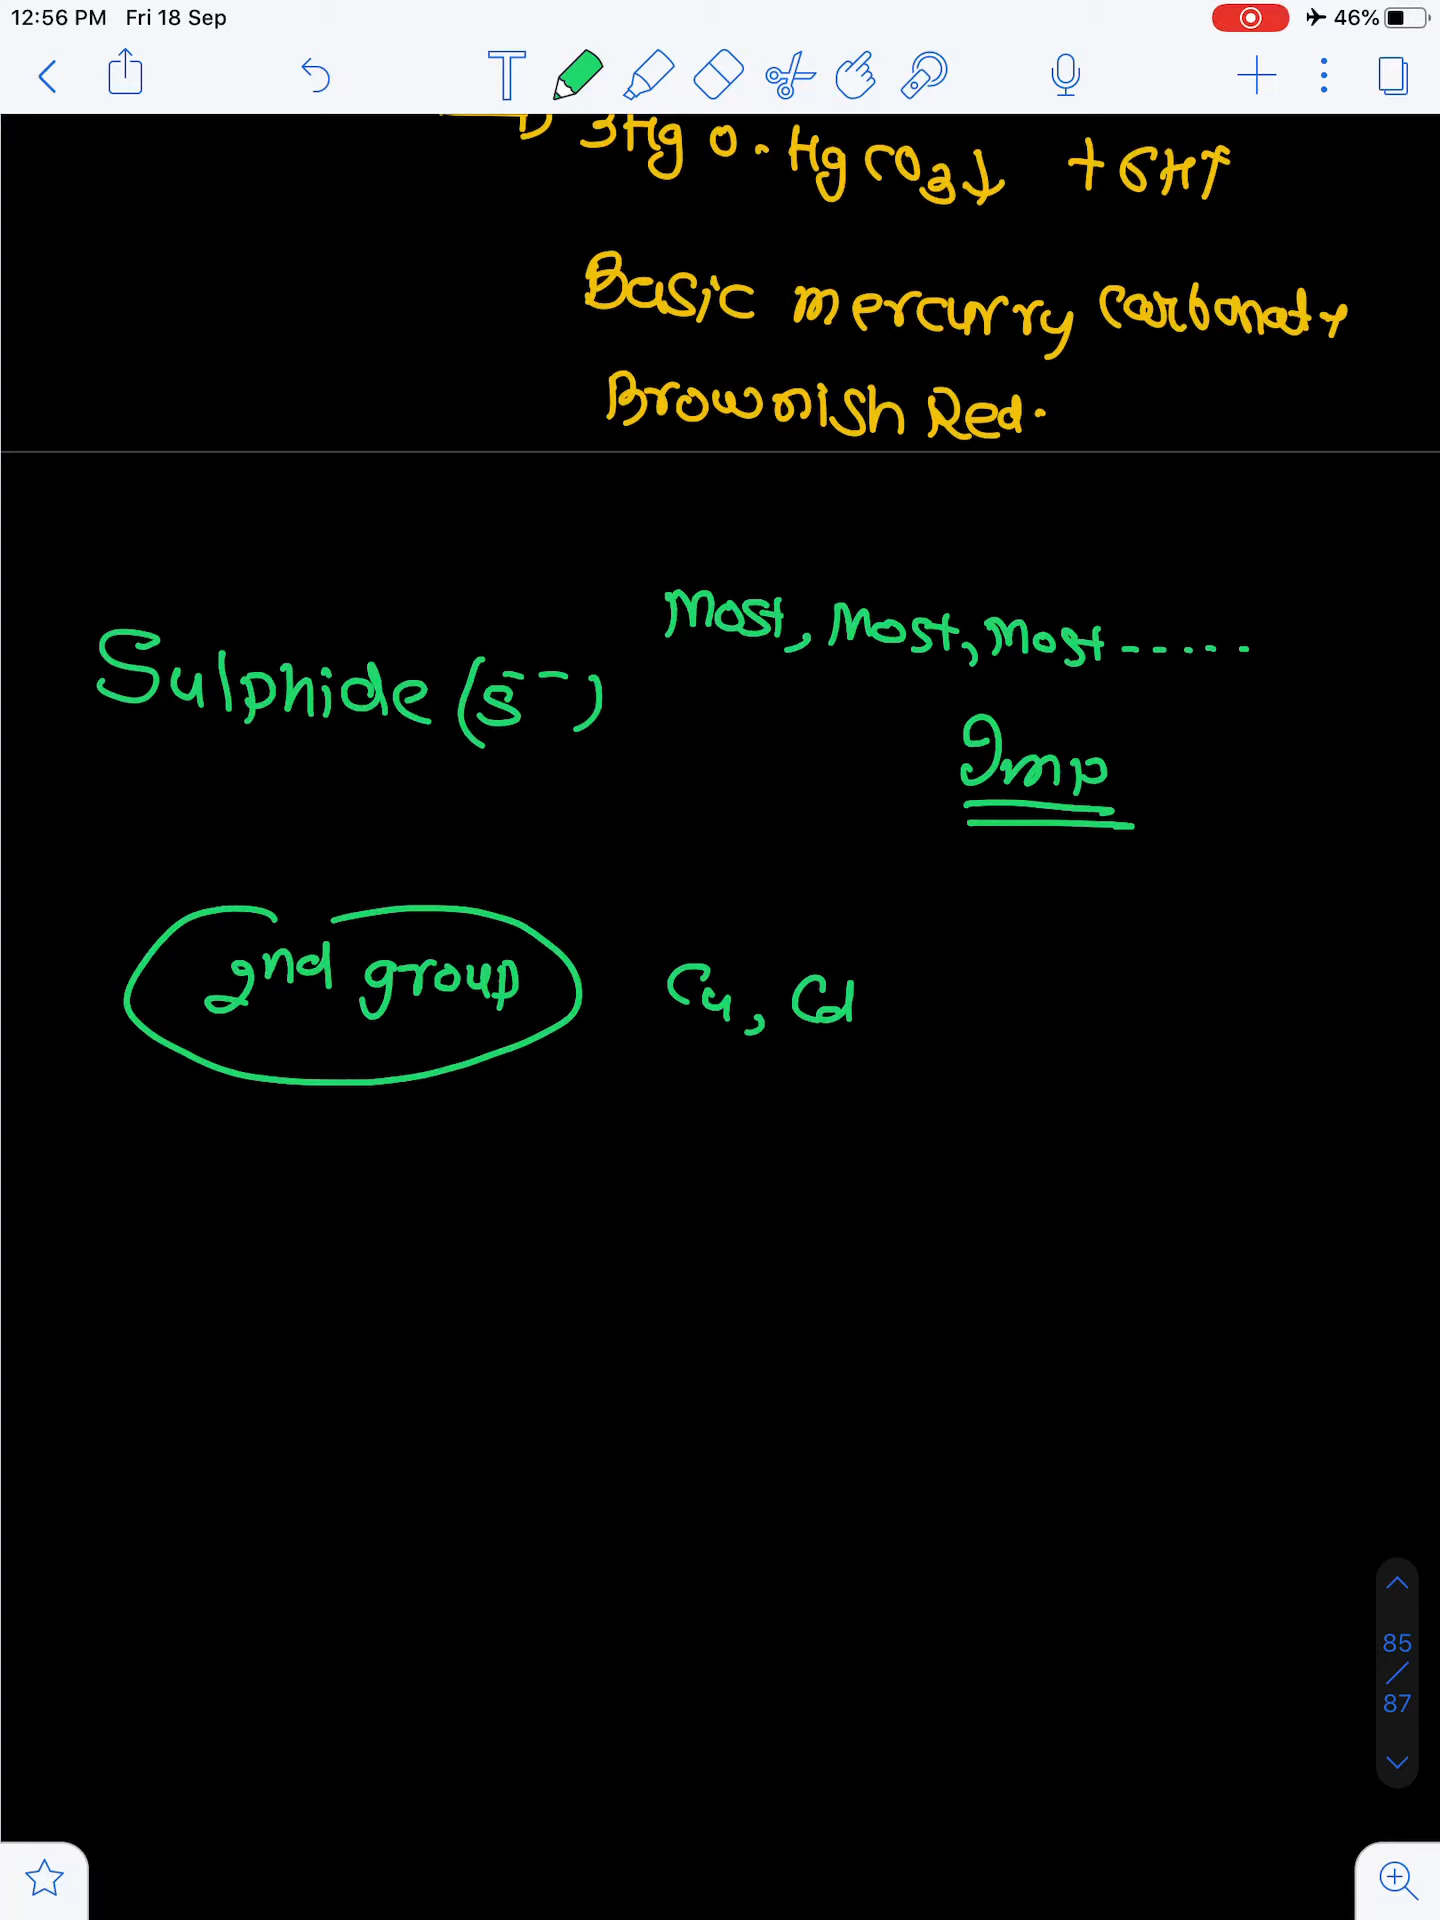 12:56 PM Fri 18 Sep 46%
3HgO·HgCO3↓ + 6H+
Basic mercurry carbonate
Brownish Red.
Most, Most, Most -----
Sulphide (S--)
Imp
2nd group Cu, Cd
85
/
87